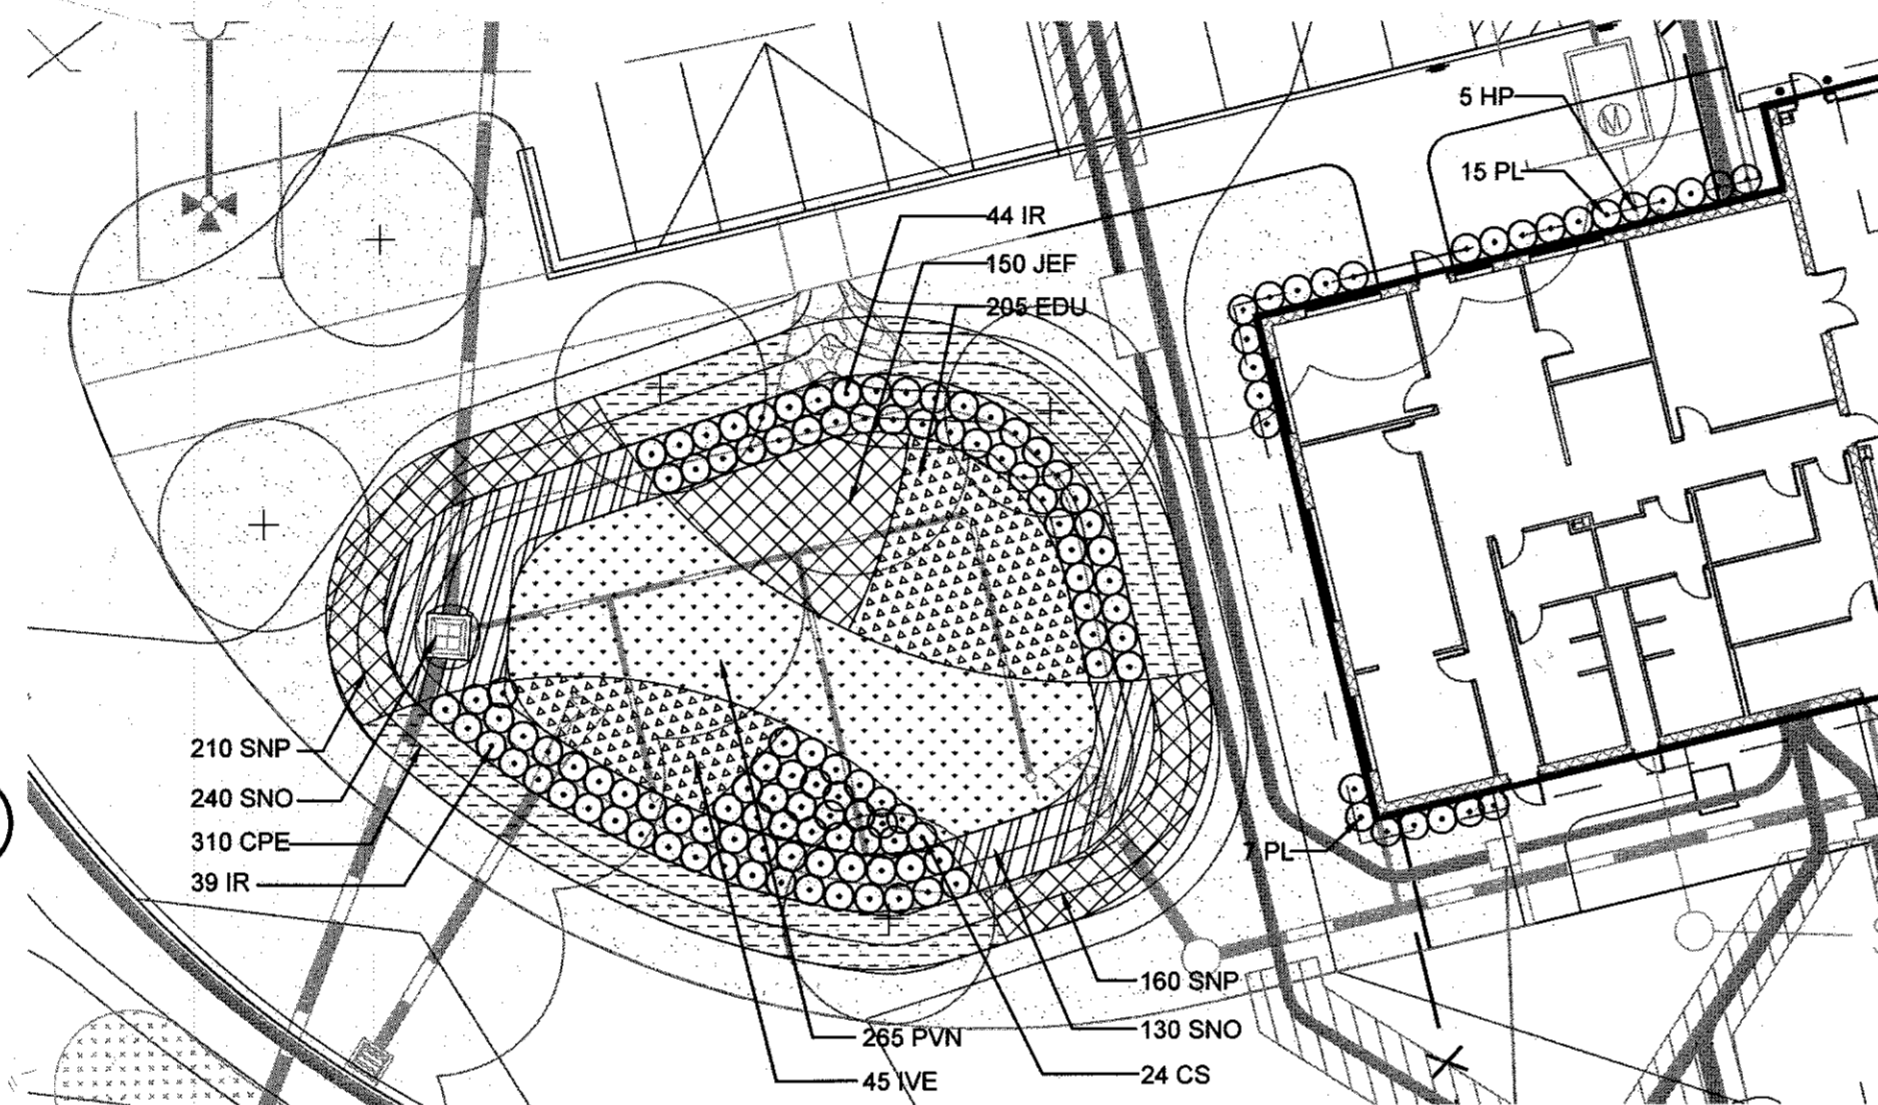 5 HP
M
15 PL
44 IR
150 JEF
205 EDU
210 SNP
240 SNO
310 CPE
39 IR
7 PL
160 SNP
130 SNO
24 CS
265 PVN
45 IVE